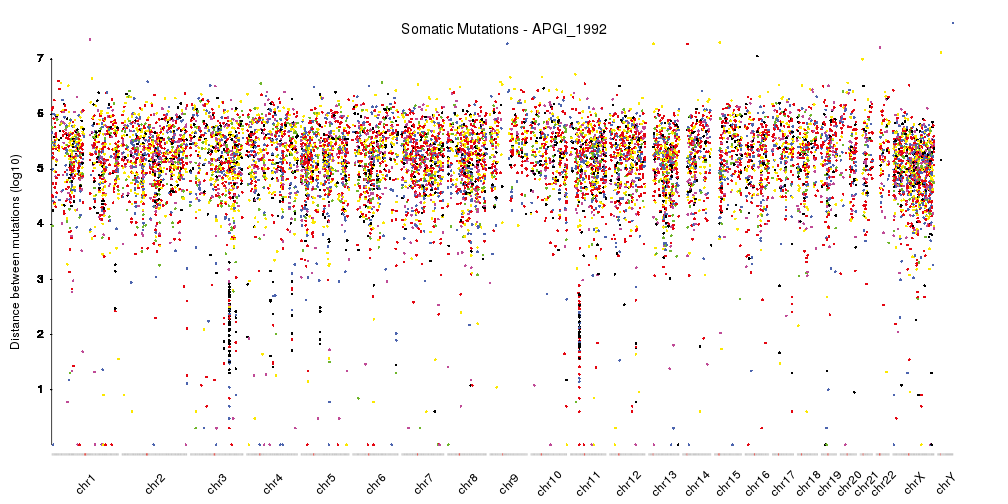 Somatic Mutations - APGI_1992
Distance between mutations (log10)
7
6
5
4
3
2
1
chr1 chr2 chr3 chr4 chr5 chr6 chr7 chr8 chr9 chr10 chr11 chr12 chr13 chr14 chr15 chr16 chr17 chr18 chr19 chr20 chr21 chr22 chrX chrY